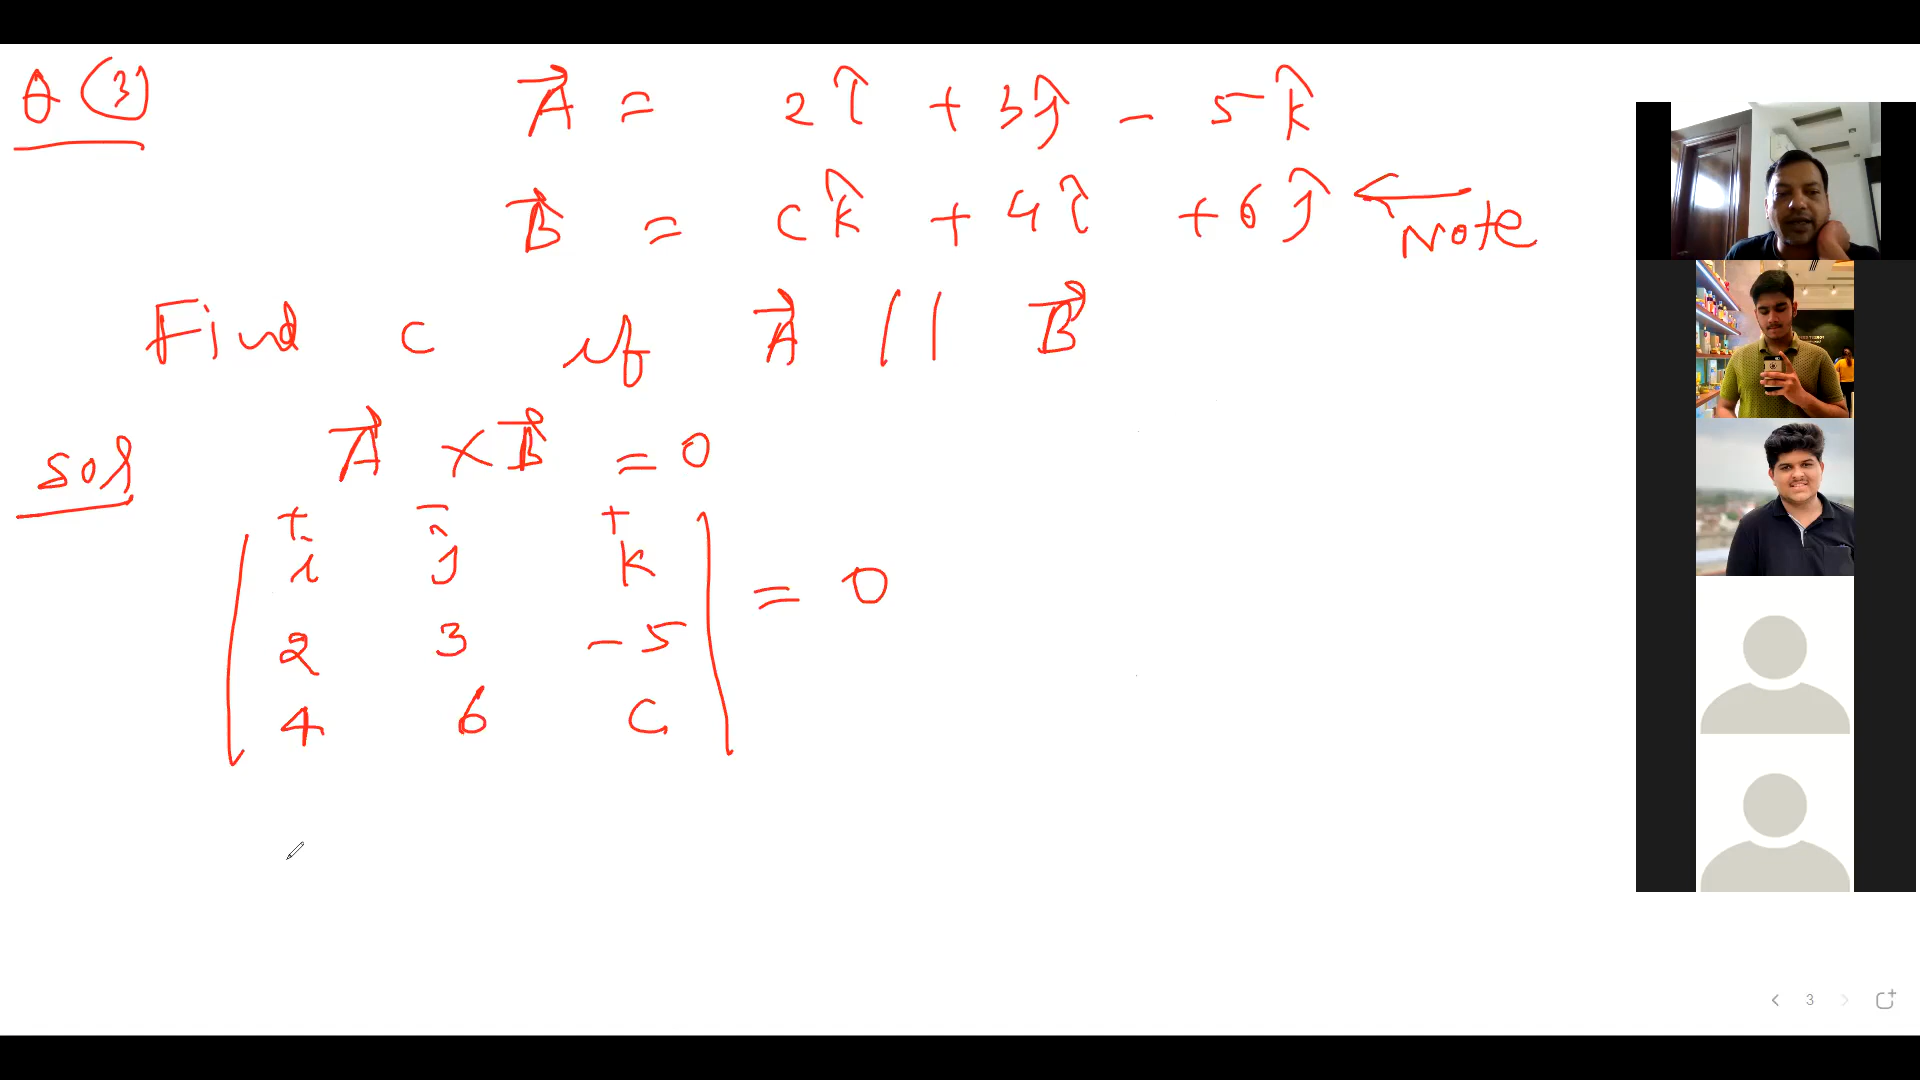 Q (3) A⃗ = 2î + 3ĵ - 5k̂
B⃗ = ck̂ + 4î + 6ĵ ← Note
Find c if A⃗ || B⃗
Sol A⃗ × B⃗ = 0
+ - +
î ĵ k
2 3 -5 = 0
4 6 c
3